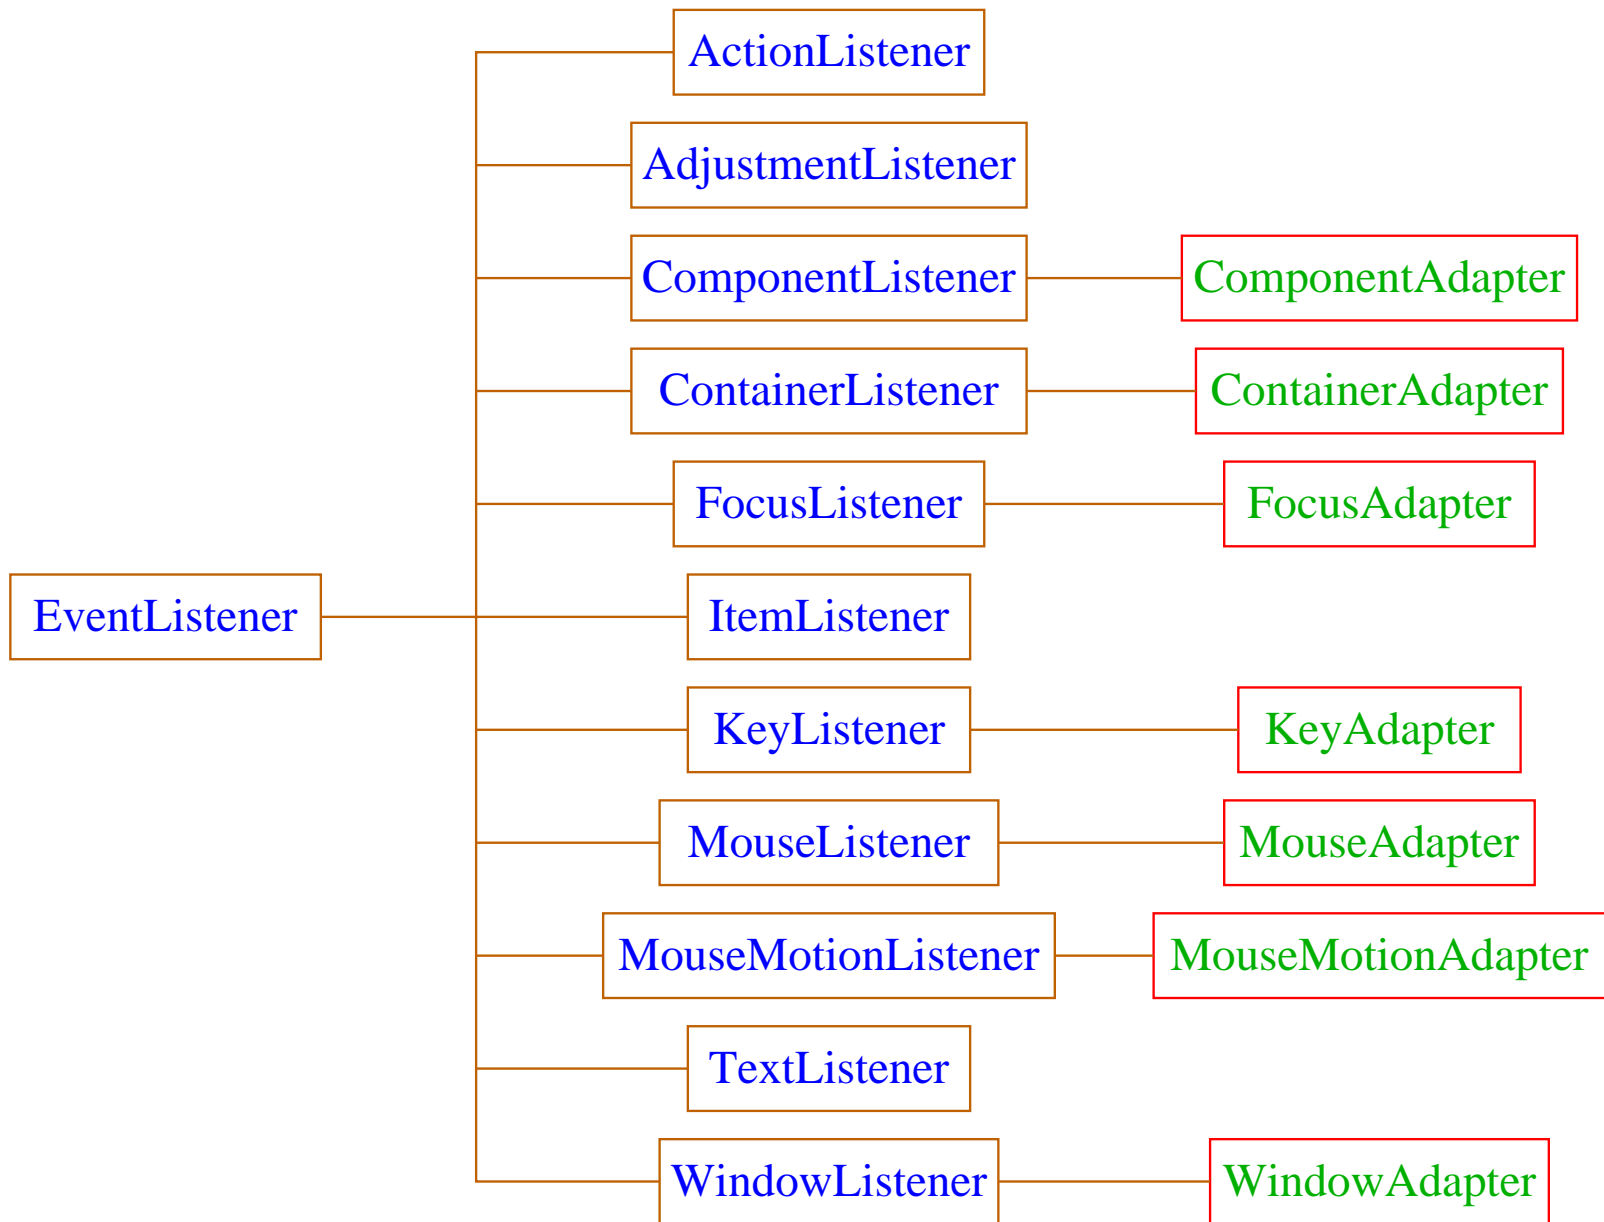 ActionListener
AdjustmentListener
ComponentListener ComponentAdapter
ContainerListener ContainerAdapter
FocusListener FocusAdapter
EventListener ItemListener
KeyListener KeyAdapter
MouseListener MouseAdapter
MouseMotionListener MouseMotionAdapter
TextListener
WindowListener WindowAdapter